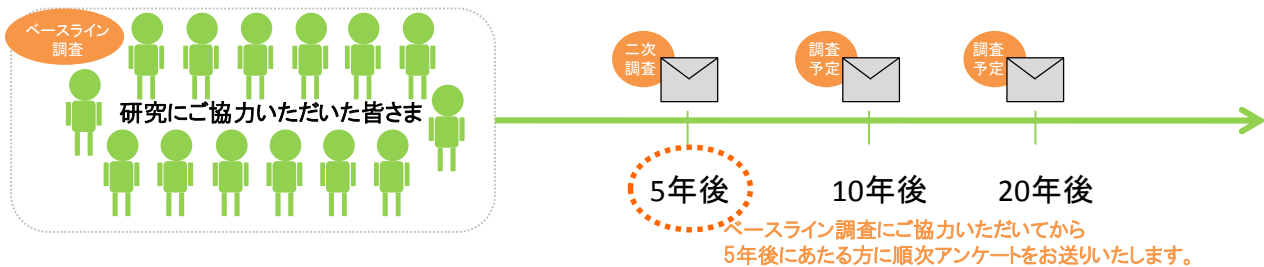 ベースライン
調査
研究にご協力いただいた皆さま
二次
調査
調査
予定
調査
予定
5年後
10年後
20年後
ベースライン調査にご協力いただいてから
5年後にあたる方に順次アンケートをお送りいたします。